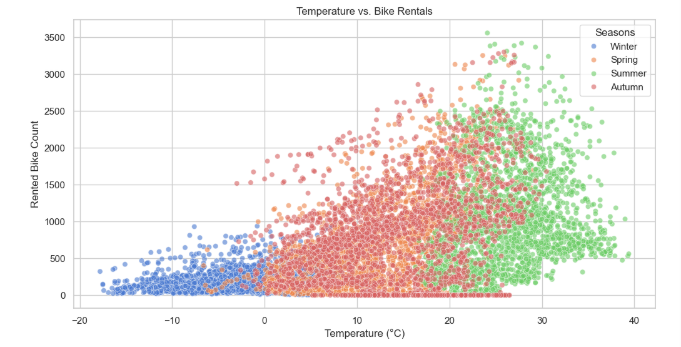 Temperature vs. Bike Rentals
Seasons
Winter
Spring
Summer
Autumn
Rented Bike Count
3500
3000
2500
2000
1500
1000
500
0
−20
−10
0
10
20
30
40
Temperature (°C)